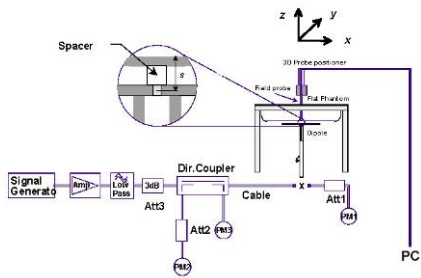 z
y
x
Spacer
s
3D Probe positioner
Field probe
Flat Phantom
Dipole
Signal
Generato
Amp
Low
Pass
3dB
Att3
Dir.Coupler
Cable
x
Att1
PM1
Att2
PM3
PM2
PC